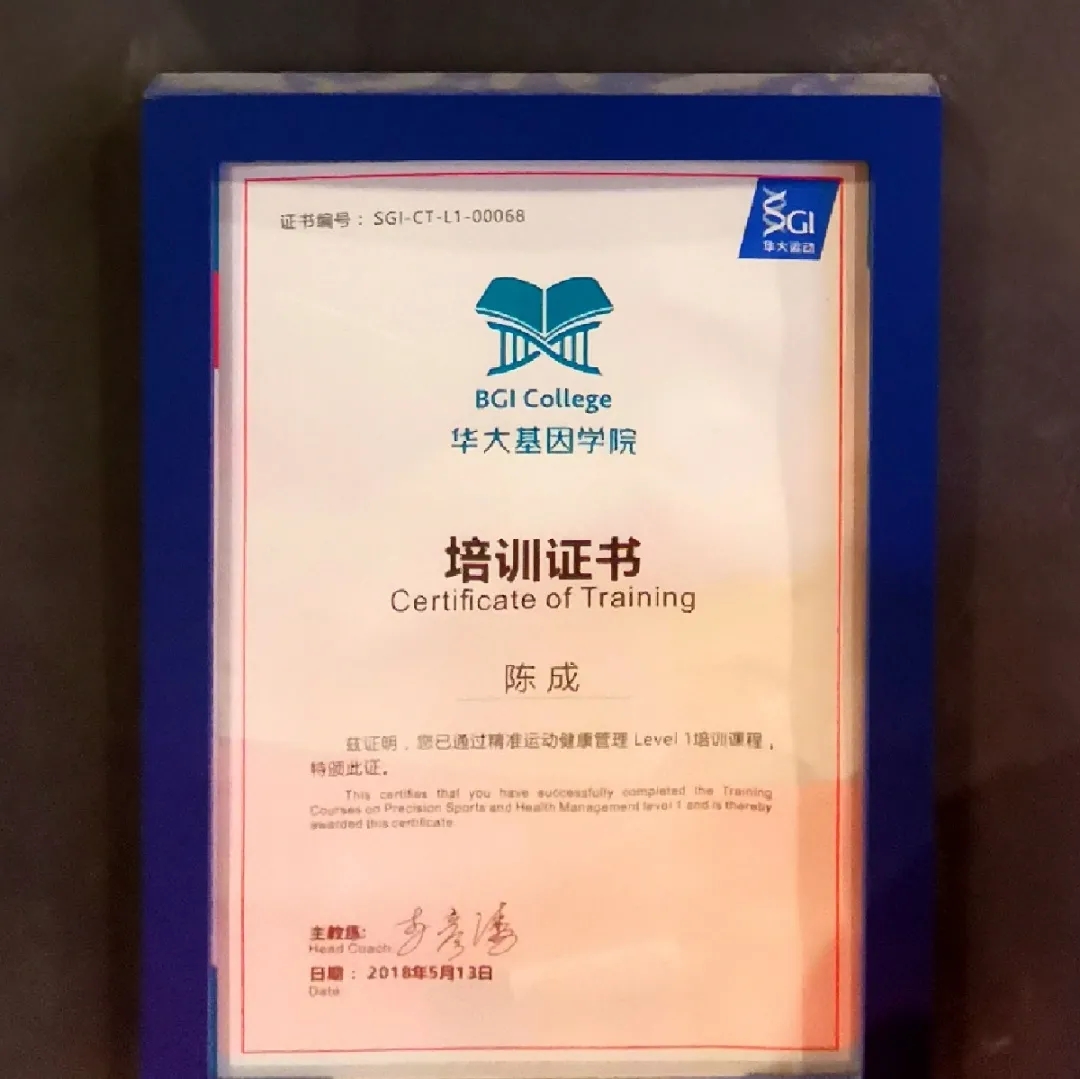 证书编号：SGI-CT-L1-00068
SGI
华大运动
BGI College
华大基因学院
培训证书
Certificate of Training
陈成
兹证明，您已通过精准运动健康管理 Level 1培训课程，
特颁此证。
This certifies that you have successfully completed the Training
Courses on Precision Sports and Health Management level 1 and is thereby
awarded this certificate
主教练:
Head Coach
日期：2018年5月13日
Date